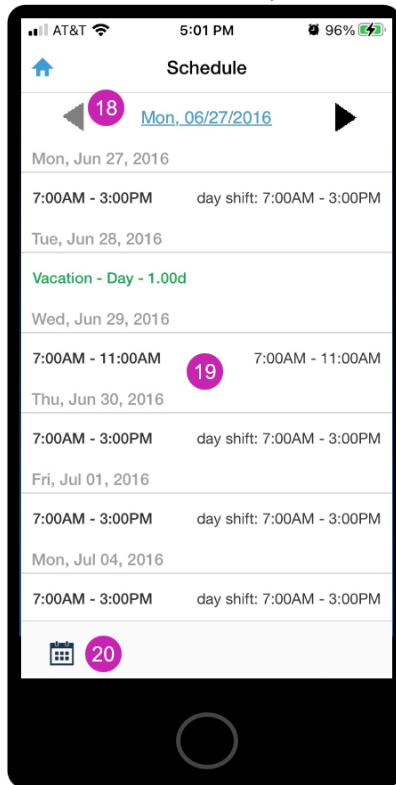 AT&T 5:01 PM 96%
Schedule
18 Mon, 06/27/2016
Mon, Jun 27, 2016
7:00AM - 3:00PM day shift: 7:00AM - 3:00PM
Tue, Jun 28, 2016
Vacation - Day - 1.00d
Wed, Jun 29, 2016
7:00AM - 11:00AM 19 7:00AM - 11:00AM
Thu, Jun 30, 2016
7:00AM - 3:00PM day shift: 7:00AM - 3:00PM
Fri, Jul 01, 2016
7:00AM - 3:00PM day shift: 7:00AM - 3:00PM
Mon, Jul 04, 2016
7:00AM - 3:00PM day shift: 7:00AM - 3:00PM
20